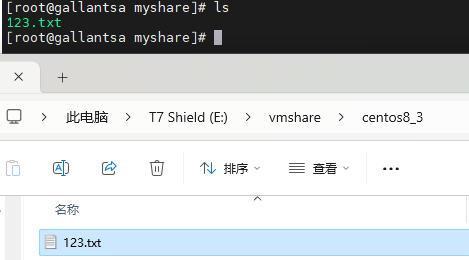 [root@gallantsa myshare]# ls
123.txt
[root@gallantsa myshare]#
此电脑 > T7 Shield (E:) > vmshare > centos8_3
排序 查看 ...
名称
123.txt